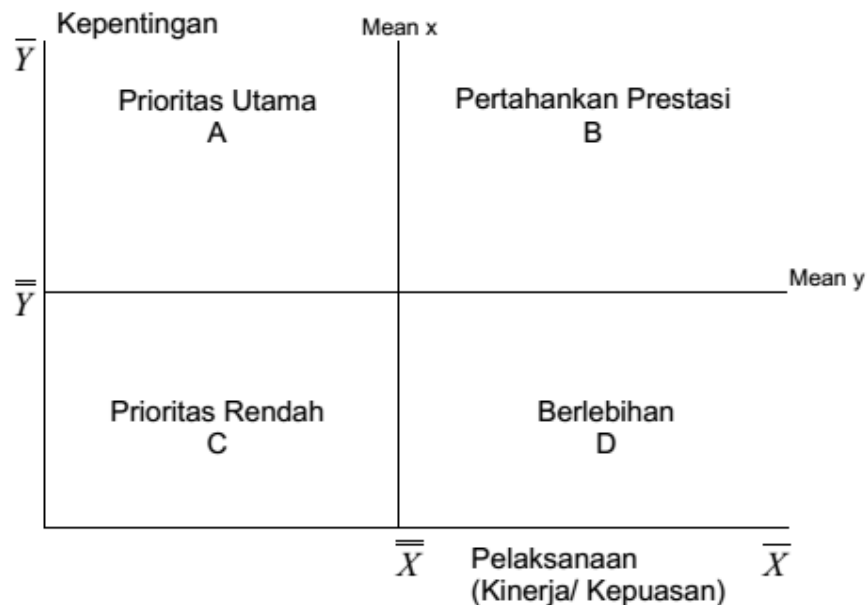 Kepentingan
Mean x
Y̅
Prioritas Utama
A
Pertahankan Prestasi
B
Mean y
Y̿
Prioritas Rendah
C
Berlebihan
D
X̿
Pelaksanaan
(Kinerja/ Kepuasan)
X̅